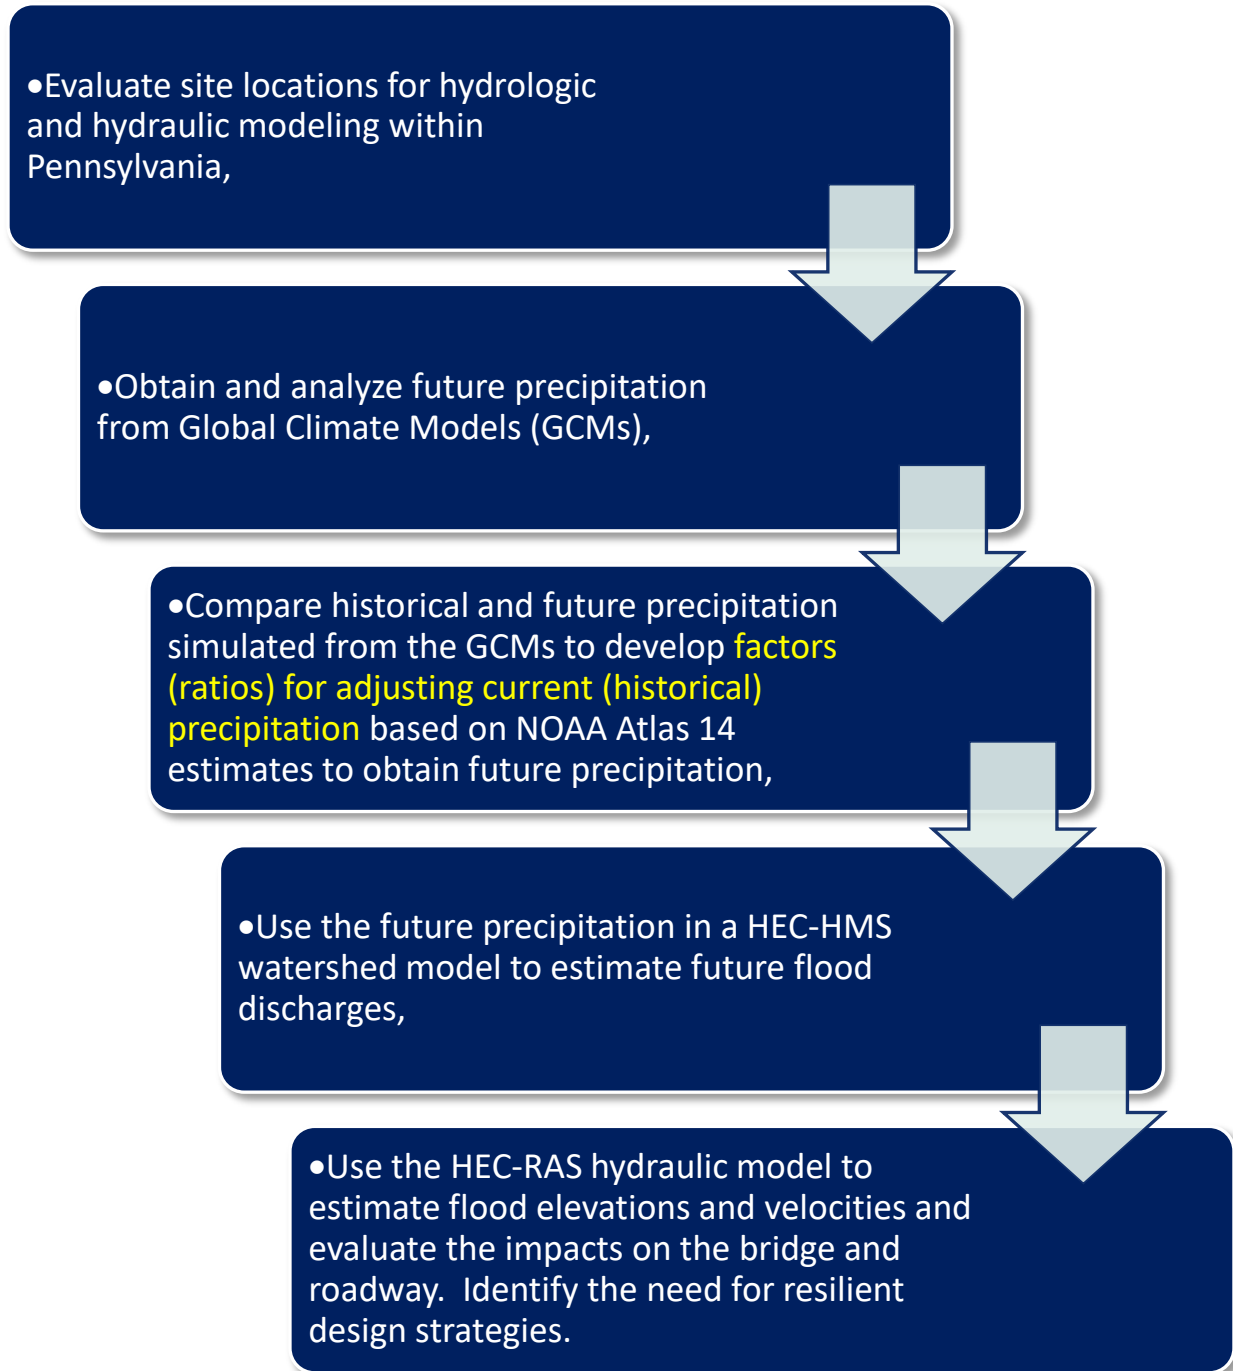 •Evaluate site locations for hydrologic
and hydraulic modeling within
Pennsylvania,
•Obtain and analyze future precipitation
from Global Climate Models (GCMs),
•Compare historical and future precipitation
simulated from the GCMs to develop factors
(ratios) for adjusting current (historical)
precipitation based on NOAA Atlas 14
estimates to obtain future precipitation,
•Use the future precipitation in a HEC-HMS
watershed model to estimate future flood
discharges,
•Use the HEC-RAS hydraulic model to
estimate flood elevations and velocities and
evaluate the impacts on the bridge and
roadway.  Identify the need for resilient
design strategies.